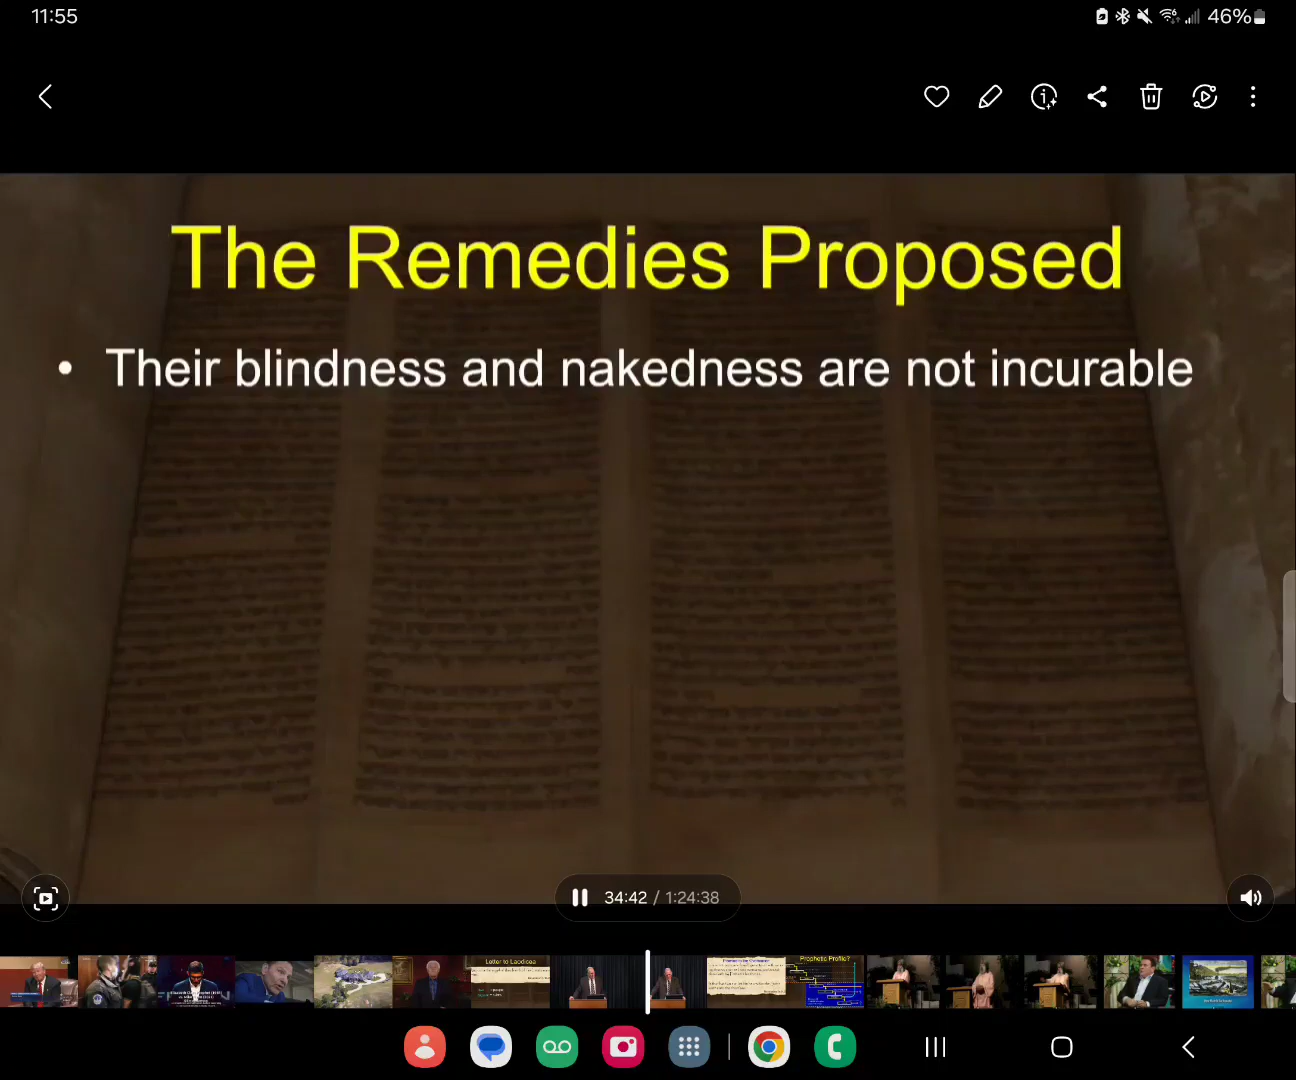 11:55
46%
The Remedies Proposed
• Their blindness and nakedness are not incurable
34:42 / 1:24:38
Letter to Laodicea
Prophetic Profile?